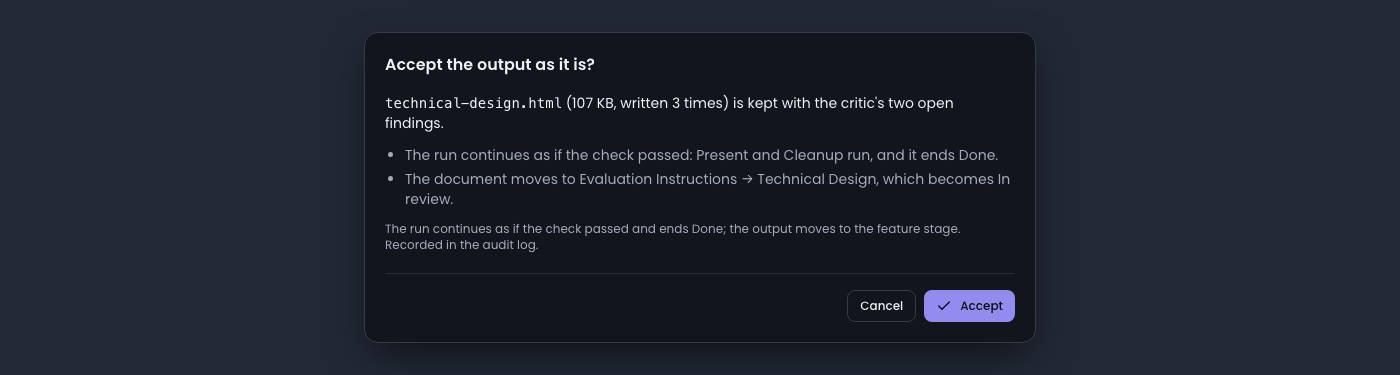 Accept the output as it is?
technical-design.html (107 KB, written 3 times) is kept with the critic's two open
findings.
• The run continues as if the check passed: Present and Cleanup run, and it ends Done.
• The document moves to Evaluation Instructions → Technical Design, which becomes In
review.
The run continues as if the check passed and ends Done; the output moves to the feature stage.
Recorded in the audit log.
Cancel
Accept